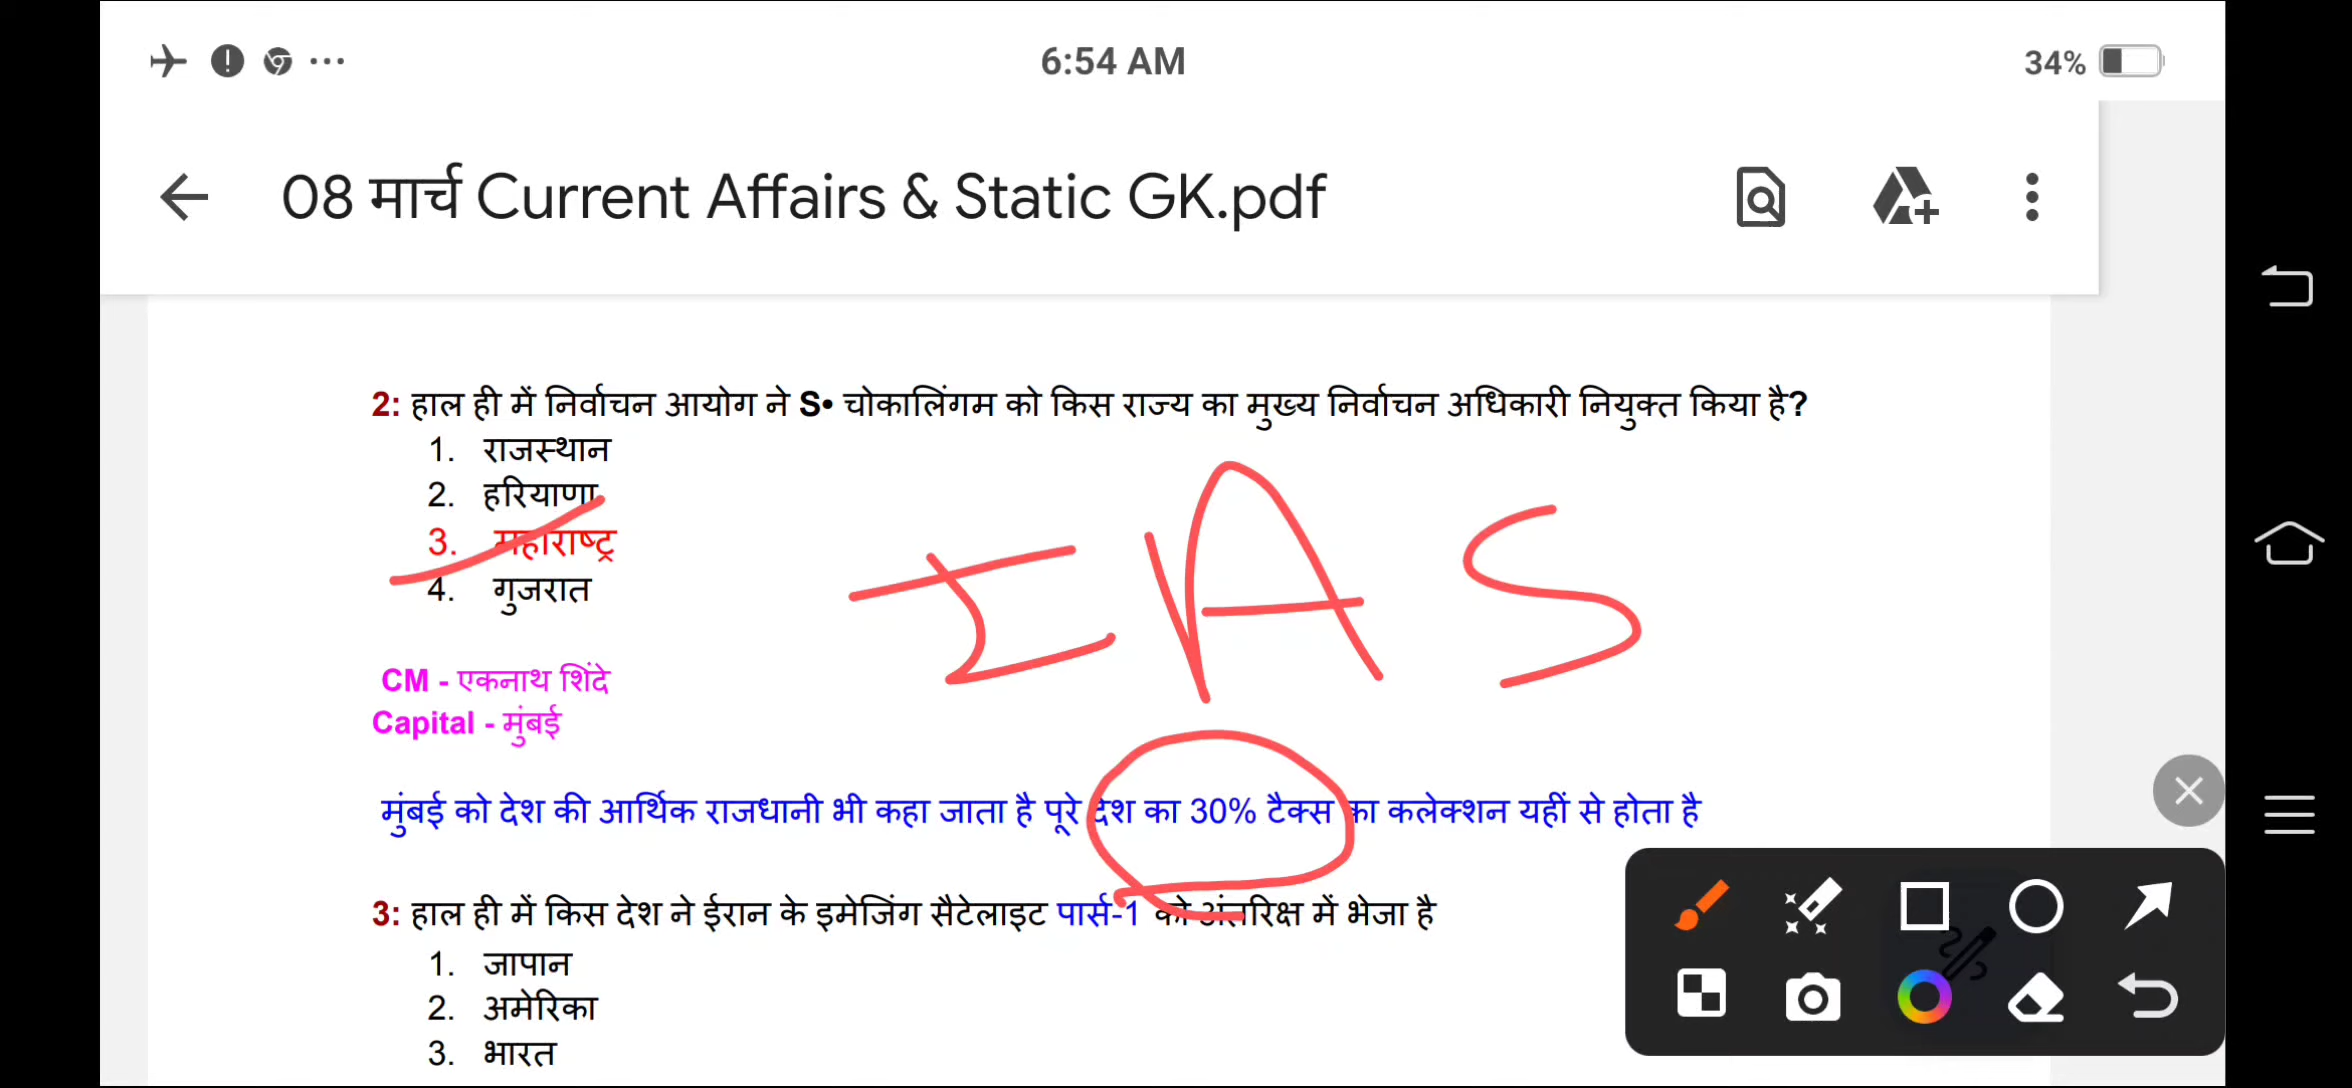 6:54 AM
34%
08 मार्च Current Affairs & Static GK.pdf
2: हाल ही में निर्वाचन आयोग ने S• चोकालिंगम को किस राज्य का मुख्य निर्वाचन अधिकारी नियुक्त किया है?
1. राजस्थान
2. हरियाणा
3. महाराष्ट्र
4. गुजरात
IAS
CM - एकनाथ शिंदे
Capital - मुंबई
मुंबई को देश की आर्थिक राजधानी भी कहा जाता है पूरे देश का 30% टैक्स का कलेक्शन यहीं से होता है
3: हाल ही में किस देश ने ईरान के इमेजिंग सैटेलाइट पार्स-1 को अंतरिक्ष में भेजा है
1. जापान
2. अमेरिका
3. भारत